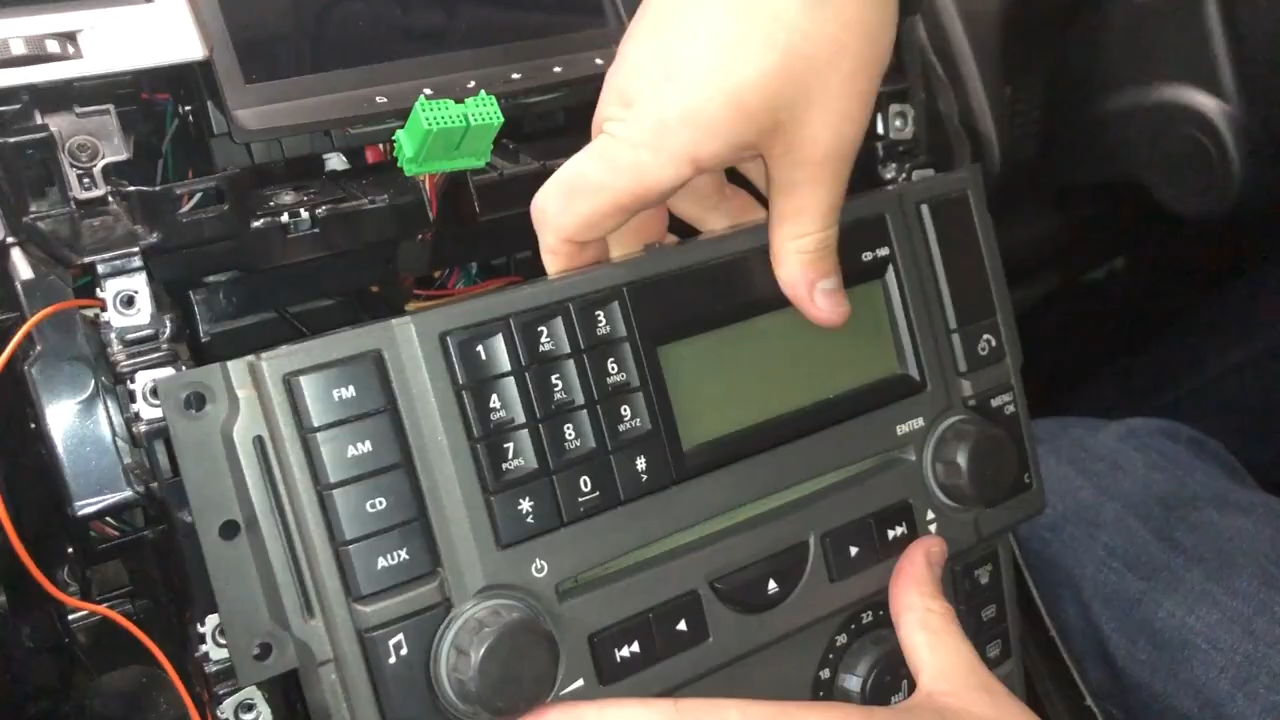 CD-560
1
2 ABC
3 DEF
4 GHI
5 JKL
6 MNO
7 PQRS
8 TUV
9 WXYZ
* <
0
# >
FM
AM
CD
AUX
MENU
OK
ENTER
C
18
20
22